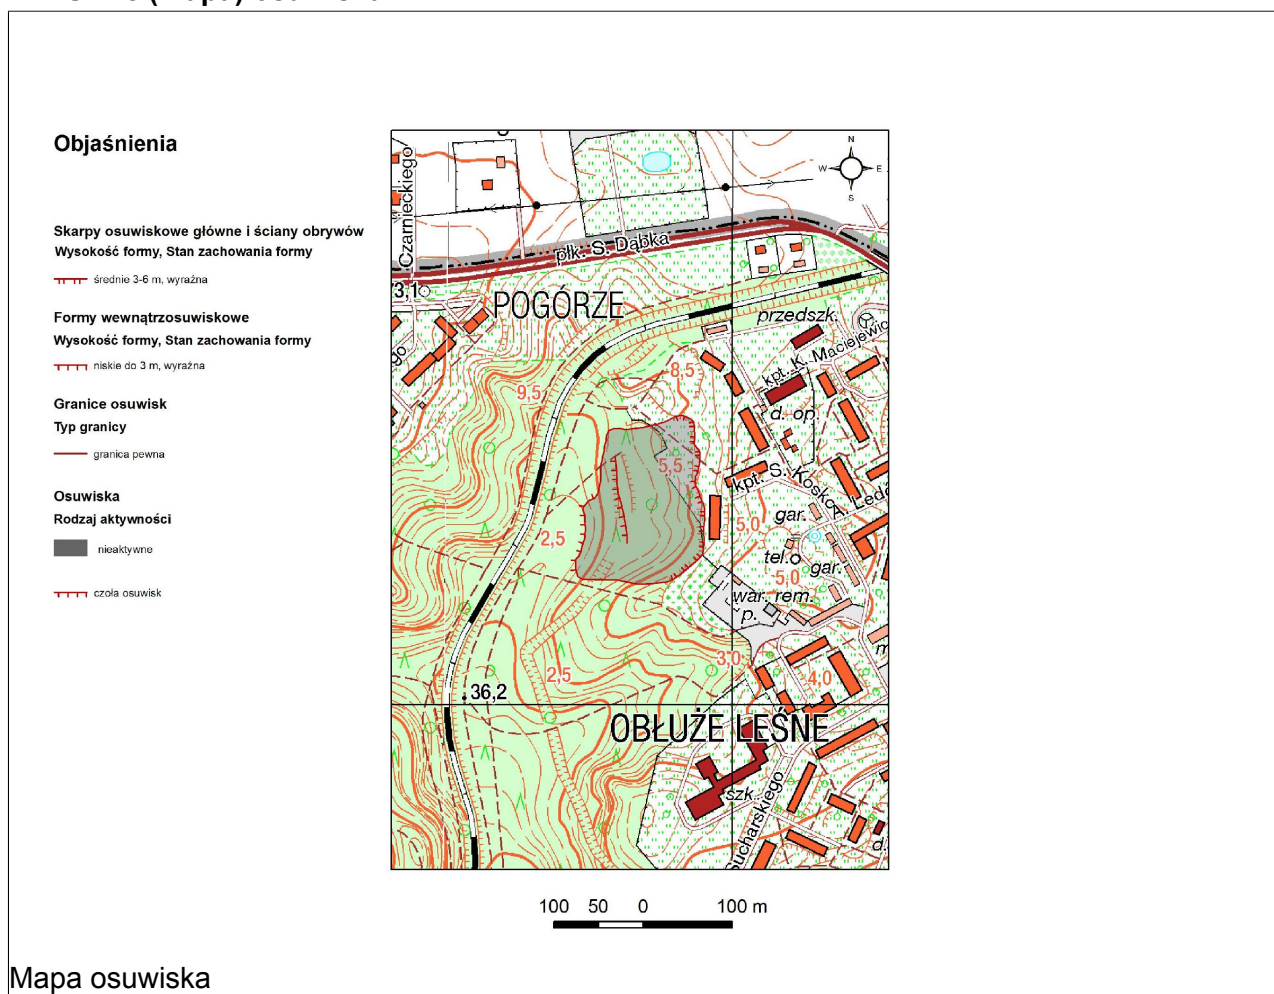 Objaśnienia
Skarpy osuwiskowe główne i ściany obrywów
Wysokość formy, Stan zachowania formy
średnie 3-6 m, wyraźna
Formy wewnątrzosuwiskowe
Wysokość formy, Stan zachowania formy
niskie do 3 m, wyraźna
Granice osuwisk
Typ granicy
granica pewna
Osuwiska
Rodzaj aktywności
nieaktywne
czoła osuwisk
N
W E
S
Czarnieckiego
płk. S. Dąbka
3,1
POGÓRZE
przedszk.
kpt. K. Maciejewic
8,5
9,5
d. op.
5,5
kpt. S. Kosko
A. Ledó
gar.
5,0
2,5
tel.
gar.
5,0
war. rem.
p.
3,0
2,5
4,0
36,2
OBŁUŻE LEŚNE
szk.
Sucharskiego
d.
100 50 0 100 m
Mapa osuwiska